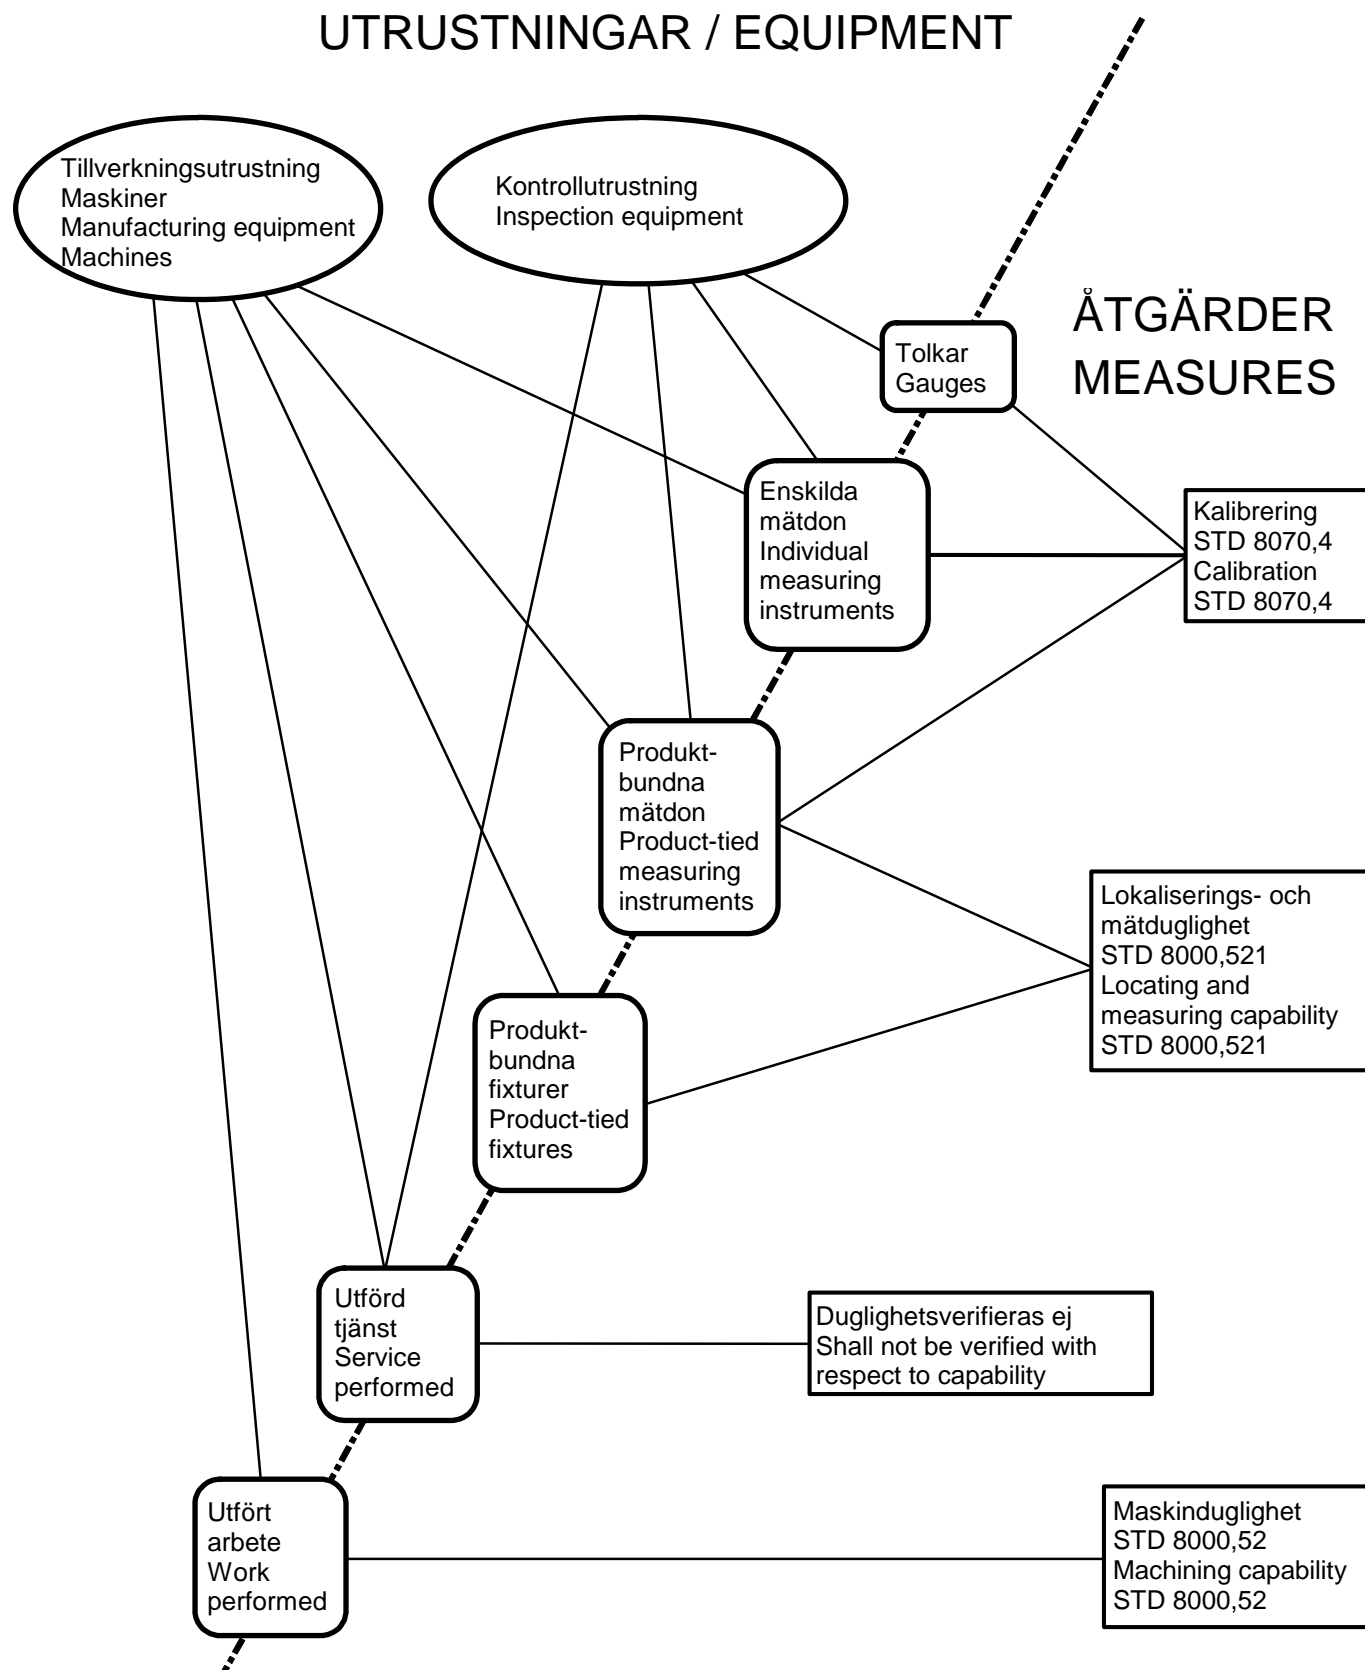 UTRUSTNINGAR / EQUIPMENT
Tillverkningsutrustning
Maskiner
Manufacturing equipment
Machines
Kontrollutrustning
Inspection equipment
ÅTGÄRDER
MEASURES
Tolkar
Gauges
Enskilda
mätdon
Individual
measuring
instruments
Kalibrering
STD 8070,4
Calibration
STD 8070,4
Produkt-
bundna
mätdon
Product-tied
measuring
instruments
Lokaliserings- och
mätduglighet
STD 8000,521
Locating and
measuring capability
STD 8000,521
Produkt-
bundna
fixturer
Product-tied
fixtures
Utförd
tjänst
Service
performed
Duglighetsverifieras ej
Shall not be verified with
respect to capability
Utfört
arbete
Work
performed
Maskinduglighet
STD 8000,52
Machining capability
STD 8000,52